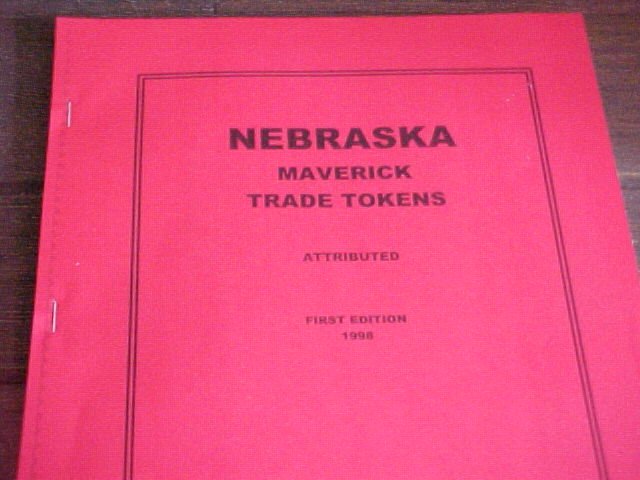 NEBRASKA
MAVERICK
TRADE TOKENS
ATTRIBUTED
FIRST EDITION
1998